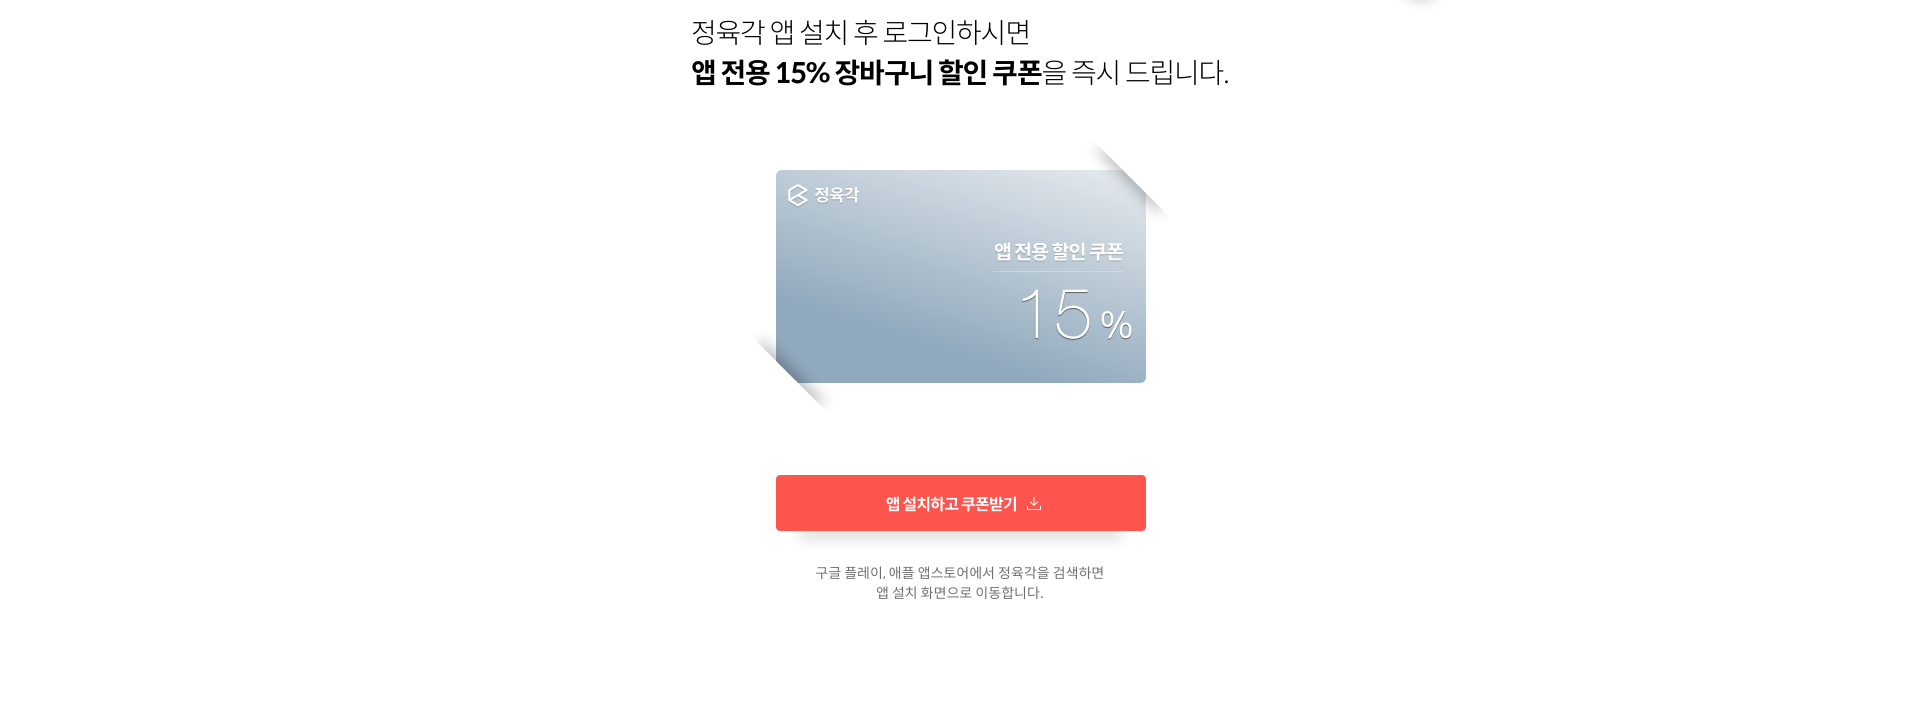 정육각 앱 설치 후 로그인하시면
앱 전용 15% 장바구니 할인 쿠폰을 즉시 드립니다.
정육각
앱 전용 할인 쿠폰
15 %
앱 설치하고 쿠폰받기
구글 플레이, 애플 앱스토어에서 정육각을 검색하면
앱 설치 화면으로 이동합니다.